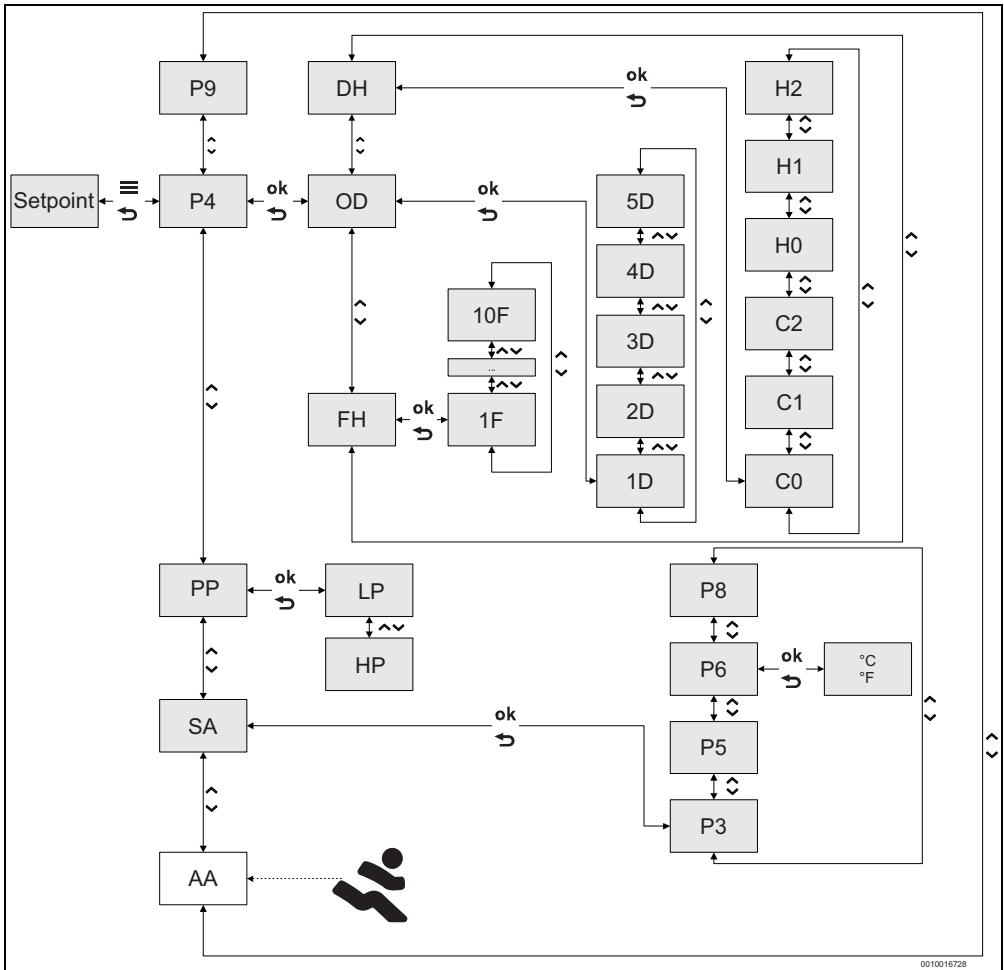 P9
DH
ok
H2
H1
Setpoint
P4
ok
OD
ok
5D
H0
4D
10F
C2
3D
...
C1
FH
ok
1F
2D
1D
C0
PP
ok
LP
P8
HP
P6
ok
°C
°F
SA
ok
P5
P3
AA
0010016728